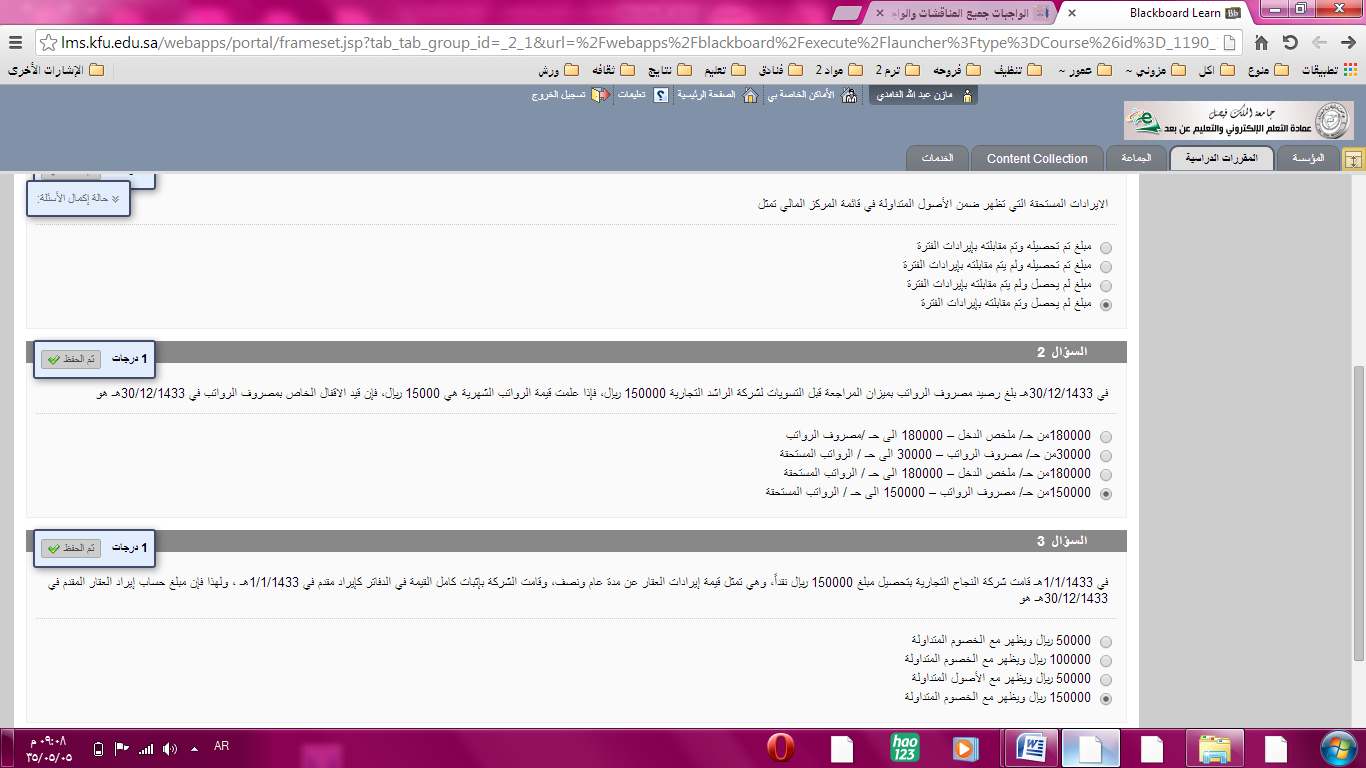 الواجبات جميع المناقشات والواج
Blackboard Learn
lms.kfu.edu.sa/webapps/portal/frameset.jsp?tab_tab_group_id=_2_1&url=%2Fwebapps%2Fblackboard%2Fexecute%2Flauncher%3Ftype%3DCourse%26id%3D_1190_
تطبيقات منوع اكل مزوني ~ عمور ~ تنظيف فروحه ترم 2 مواد 2 فنادق تعليم نتايج ثقافه ورش الإشارات الأخرى
مازن عبد الله الغامدي الأماكن الخاصة بي الصفحة الرئيسية تعليمات تسجيل الخروج
جامعة الملك فيصل
عمادة التعلم الإلكتروني والتعليم عن بعد
المؤسسة المقررات الدراسية الجماعة Content Collection الخدمات
حالة إكمال الأسئلة:
الايرادات المستحقة التي تظهر ضمن الأصول المتداولة في قائمة المركز المالي تمثل
مبلغ تم تحصيله وتم مقابلته بإيرادات الفترة
مبلغ تم تحصيله ولم يتم مقابلته بإيرادات الفترة
مبلغ لم يحصل ولم يتم مقابلته بإيرادات الفترة
مبلغ لم يحصل وتم مقابلته بإيرادات الفترة
السؤال 2
1 درجات تم الحفظ
في 30/12/1433هـ بلغ رصيد مصروف الرواتب بميزان المراجعة قبل التسويات لشركة الراشد التجارية 150000 ريال، فإذا علمت قيمة الرواتب الشهرية هي 15000 ريال، فإن قيد الاقفال الخاص بمصروف الرواتب في 30/12/1433هـ هو
180000من حـ/ ملخص الدخل – 180000 الى حـ /مصروف الرواتب
30000من حـ/ مصروف الرواتب – 30000 الى حـ / الرواتب المستحقة
180000من حـ/ ملخص الدخل – 180000 الى حـ / الرواتب المستحقة
150000من حـ/ مصروف الرواتب – 150000 الى حـ / الرواتب المستحقة
السؤال 3
1 درجات تم الحفظ
في 1/1/1433هـ قامت شركة النجاح التجارية بتحصيل مبلغ 150000 ريال نقداً، وهي تمثل قيمة إيرادات العقار عن مدة عام ونصف، وقامت الشركة بإثبات كامل القيمة في الدفاتر كإيراد مقدم في 1/1/1433هـ ، ولهذا فإن مبلغ حساب إيراد العقار المقدم في
30/12/1433هـ هو
50000 ريال ويظهر مع الخصوم المتداولة
100000 ريال ويظهر مع الخصوم المتداولة
50000 ريال ويظهر مع الأصول المتداولة
150000 ريال ويظهر مع الخصوم المتداولة
٠٩:٠٨ م
٣٥/٠٥/٠٥
AR
hao
123